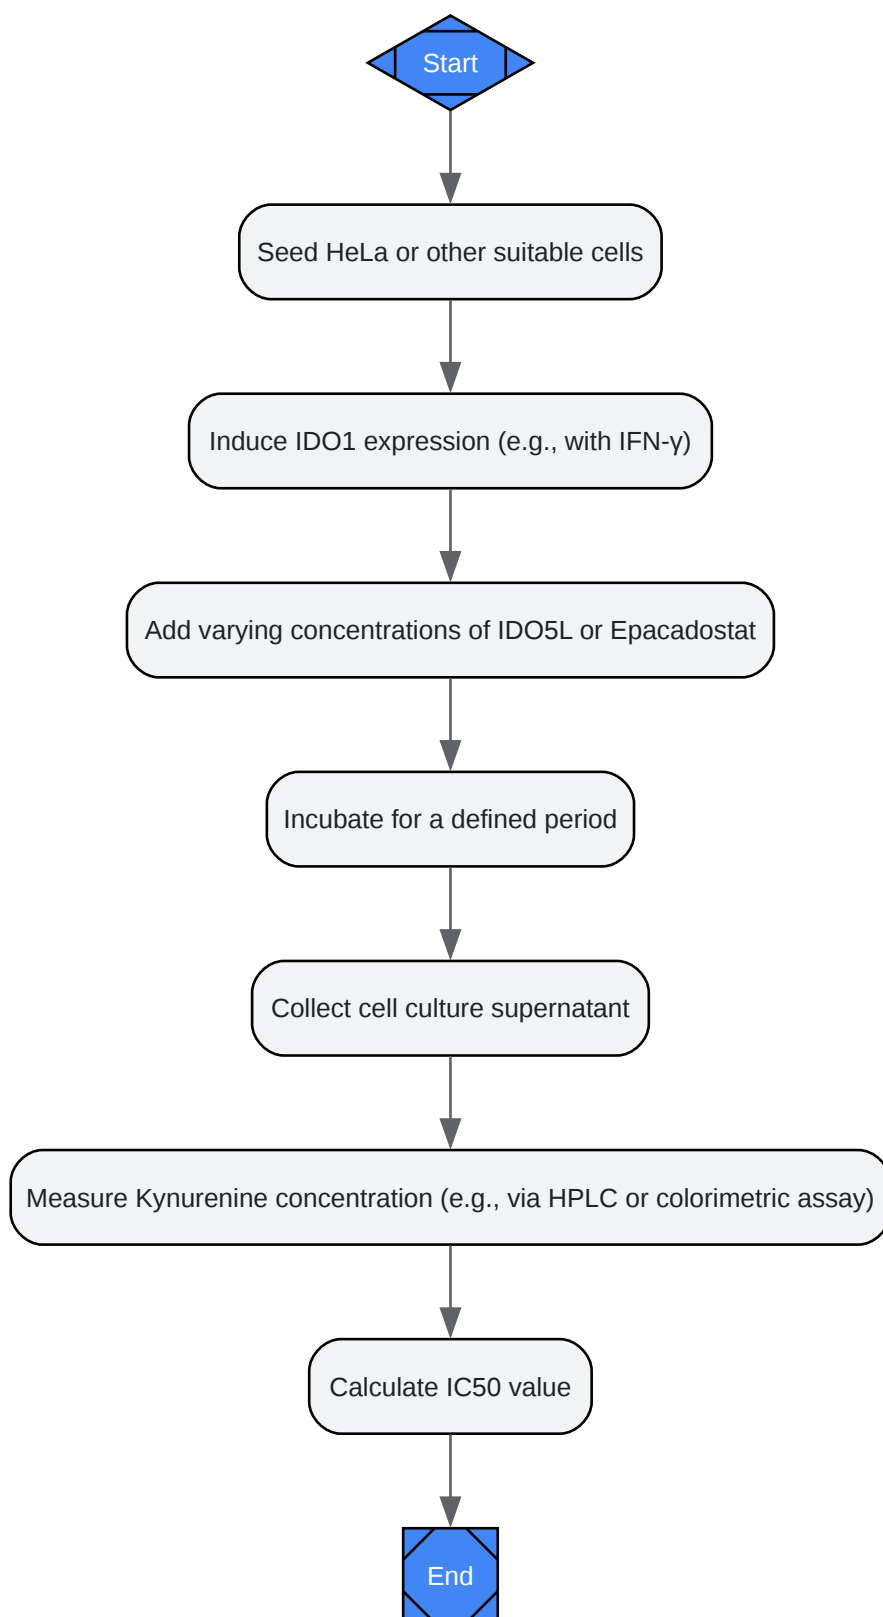 Start
Seed HeLa or other suitable cells
Induce IDO1 expression (e.g., with IFN-γ)
Add varying concentrations of IDO5L or Epacadostat
Incubate for a defined period
Collect cell culture supernatant
Measure Kynurenine concentration (e.g., via HPLC or colorimetric assay)
Calculate IC50 value
End